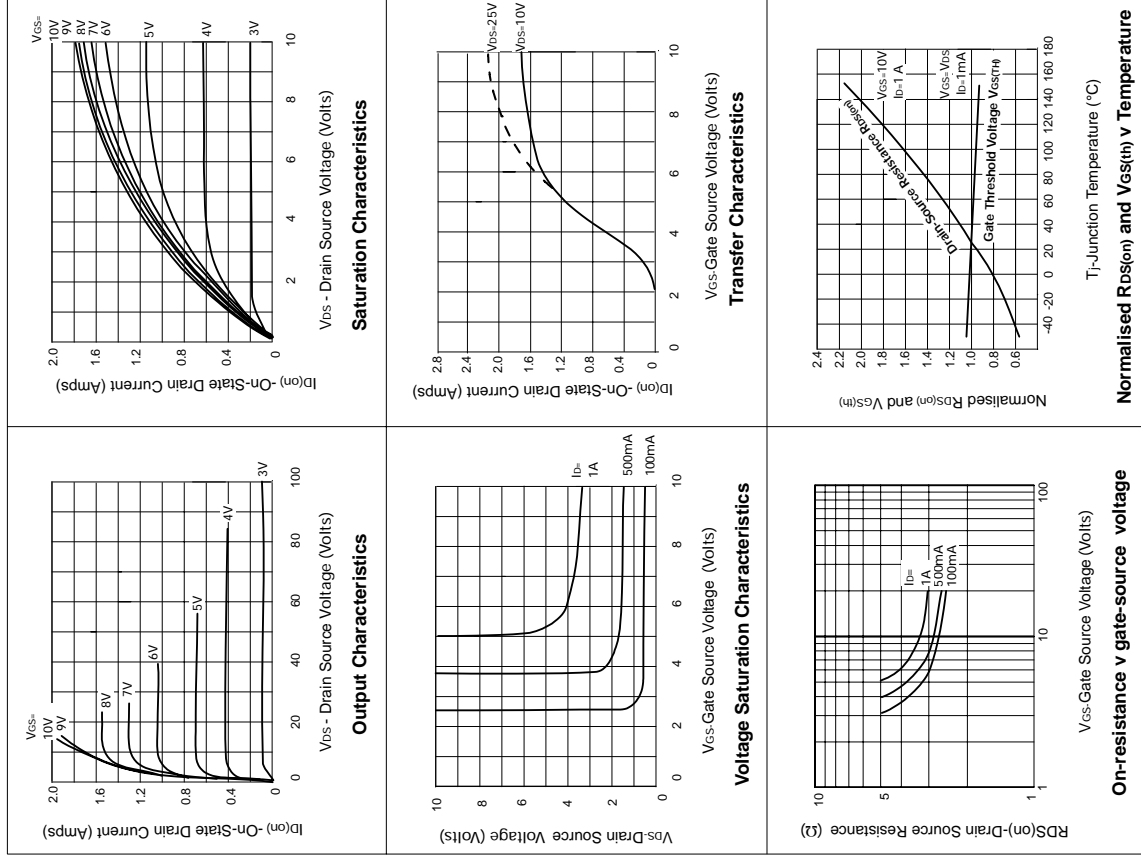 2.0
1.6
1.2
0.8
0.4
0
ID(on) -On-State Drain Current (Amps)
VGS=
10V
9V
8V
7V
6V
5V
4V
3V
0
20
40
60
80
100
VDS - Drain Source Voltage (Volts)
Output Characteristics
2.0
1.6
1.2
0.8
0.4
0
ID(on) -On-State Drain Current (Amps)
VGS=
10V
9V
8V
7V
6V
5V
4V
3V
2
4
6
8
10
VDS - Drain Source Voltage (Volts)
Saturation Characteristics
10
8
6
4
2
0
VDS-Drain Source Voltage (Volts)
ID=
1A
500mA
100mA
0
2
4
6
8
10
VGS-Gate Source Voltage (Volts)
Voltage Saturation Characteristics
2.8
2.4
2.0
1.6
1.2
0.8
0.4
0
ID(on) -On-State Drain Current (Amps)
VDS=25V
VDS=10V
0
2
4
6
8
10
VGS-Gate Source Voltage (Volts)
Transfer Characteristics
10
5
1
RDS(on)-Drain Source Resistance (Ω)
ID=
1A
500mA
100mA
1
10
100
VGS-Gate Source Voltage (Volts)
On-resistance v gate-source voltage
2.4
2.2
2.0
1.8
1.6
1.4
1.2
1.0
0.8
0.6
Normalised RDS(on) and VGS(th)
Drain-Source Resistance RDS(on)
VGS=10V
ID=1A
VGS=VDS
ID=1mA
Gate Threshold Voltage VGS(TH)
-40
-20
0
20
40
60
80
100
120
140
160
180
Tj-Junction Temperature (°C)
Normalised RDS(on) and VGS(th) v Temperature